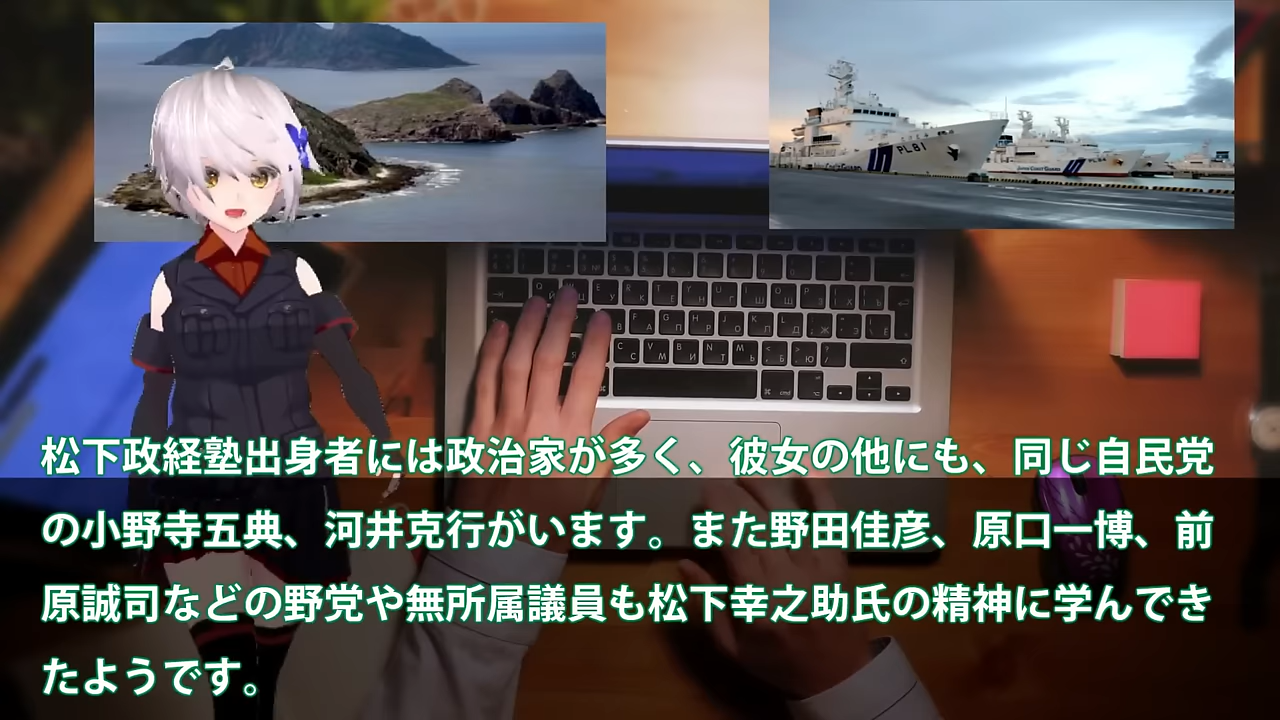 PL81
JAPAN COAST GUARD
松下政経塾出身者には政治家が多く、彼女の他にも、同じ自民党
の小野寺五典、河井克行がいます。また野田佳彦、原口一博、前
原誠司などの野党や無所属議員も松下幸之助氏の精神に学んでき
たようです。